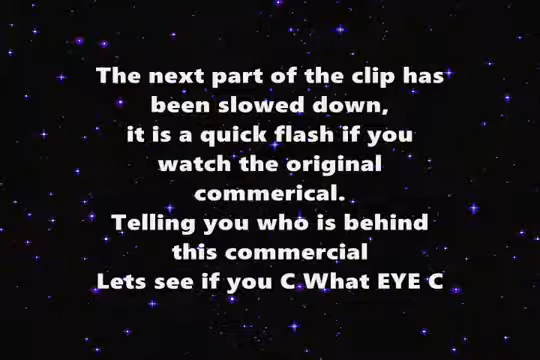 The next part of the clip has
been slowed down,
it is a quick flash if you
watch the original
commerical.
Telling you who is behind
this commercial
Lets see if you C What EYE C